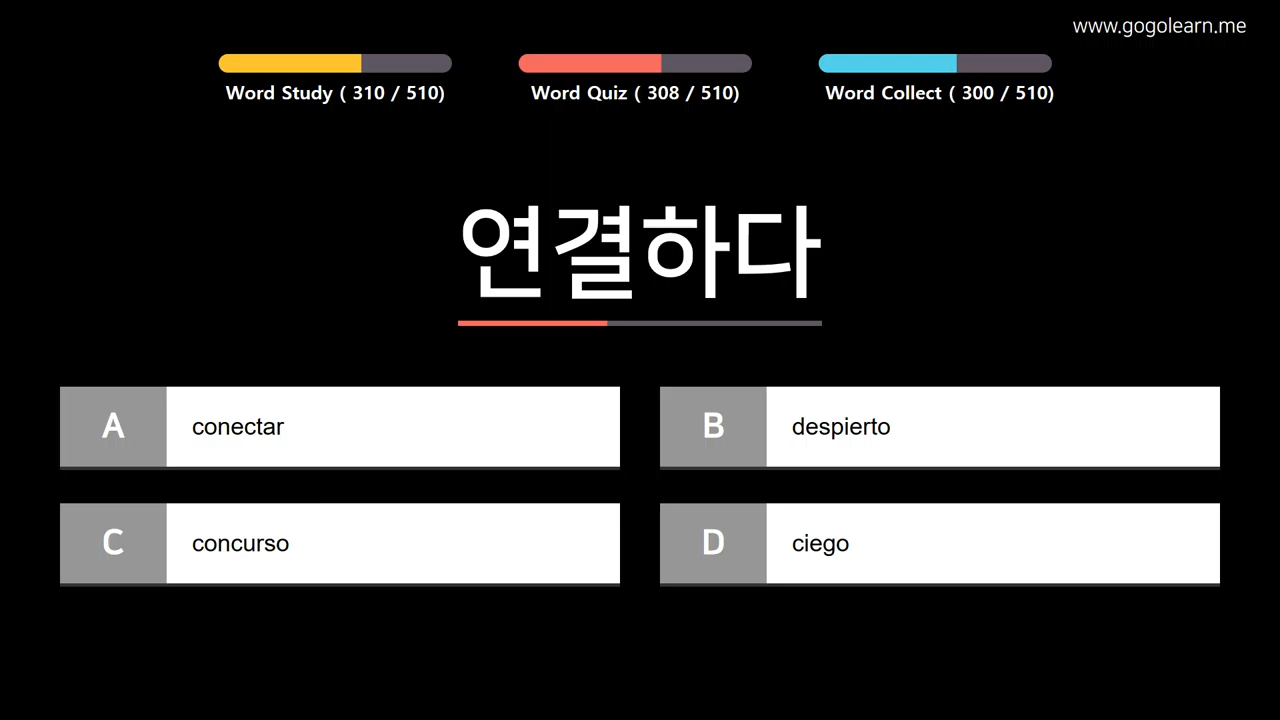 www.gogolearn.me
Word Study ( 310 / 510)
Word Quiz ( 308 / 510)
Word Collect ( 300 / 510)
연결하다
A conectar
B despierto
C concurso
D ciego